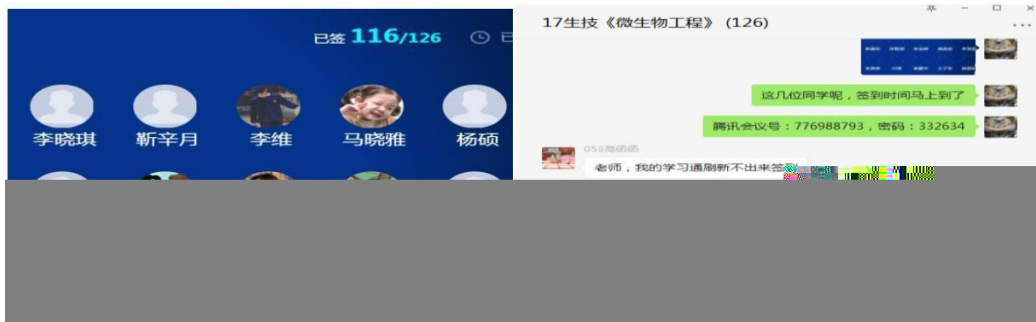 已签 116/126
李晓琪 靳辛月 李维 马晓雅 杨硕
17生技《微生物工程》 (126)
这几位同学呢，签到时间马上到了
腾讯会议号：776988793，密码：332634
老师，我的学习通刷新不出来签到